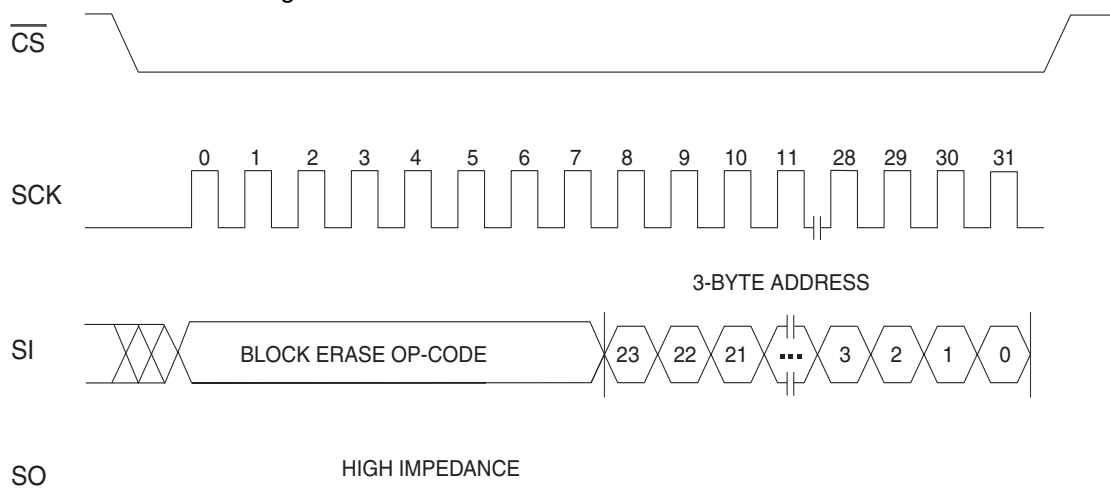 CS
0 1 2 3 4 5 6 7 8 9 10 11 28 29 30 31
SCK
3-BYTE ADDRESS
SI BLOCK ERASE OP-CODE 23 22 21 ... 3 2 1 0
SO HIGH IMPEDANCE